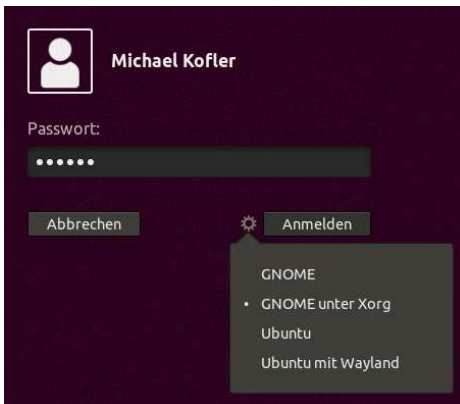 Michael Kofler
Passwort:
Abbrechen
Anmelden
GNOME
• GNOME unter Xorg
Ubuntu
Ubuntu mit Wayland